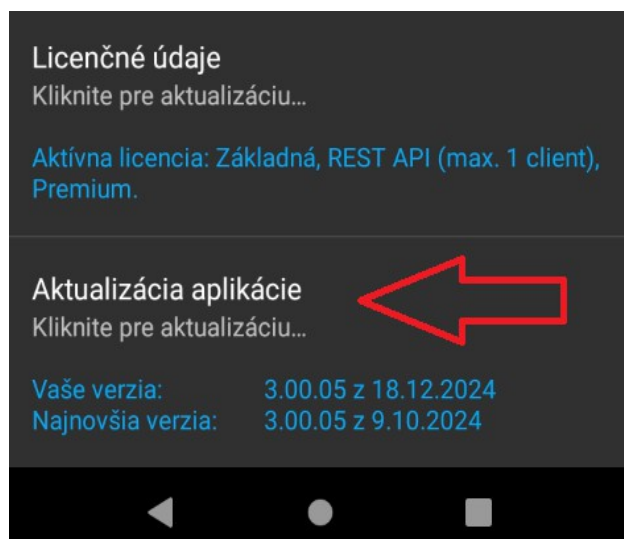 Licenčné údaje
Kliknite pre aktualizáciu...
Aktívna licencia: Základná, REST API (max. 1 client),
Premium.
Aktualizácia aplikácie
Kliknite pre aktualizáciu...
Vaše verzia: 3.00.05 z 18.12.2024
Najnovšia verzia: 3.00.05 z 9.10.2024